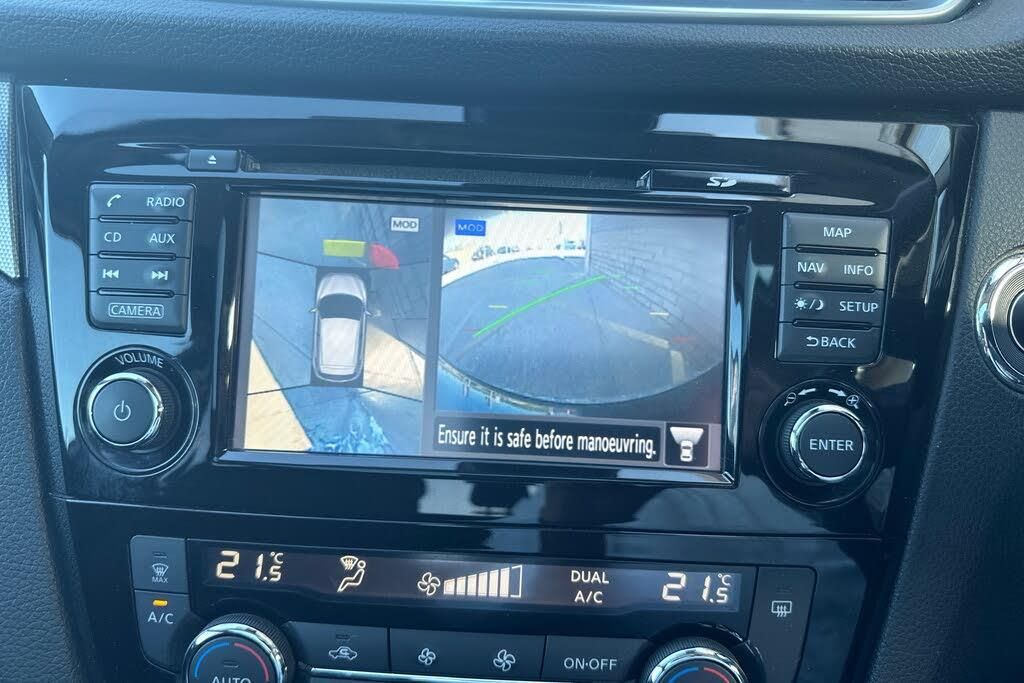 RADIO
CD AUX
CAMERA
VOLUME
MOD
MOD
Ensure it is safe before manoeuvring.
SD
MAP
NAV INFO
SETUP
BACK
ENTER
MAX
A/C
21.5°C
DUAL
A/C
21.5°C
AUTO
ON·OFF